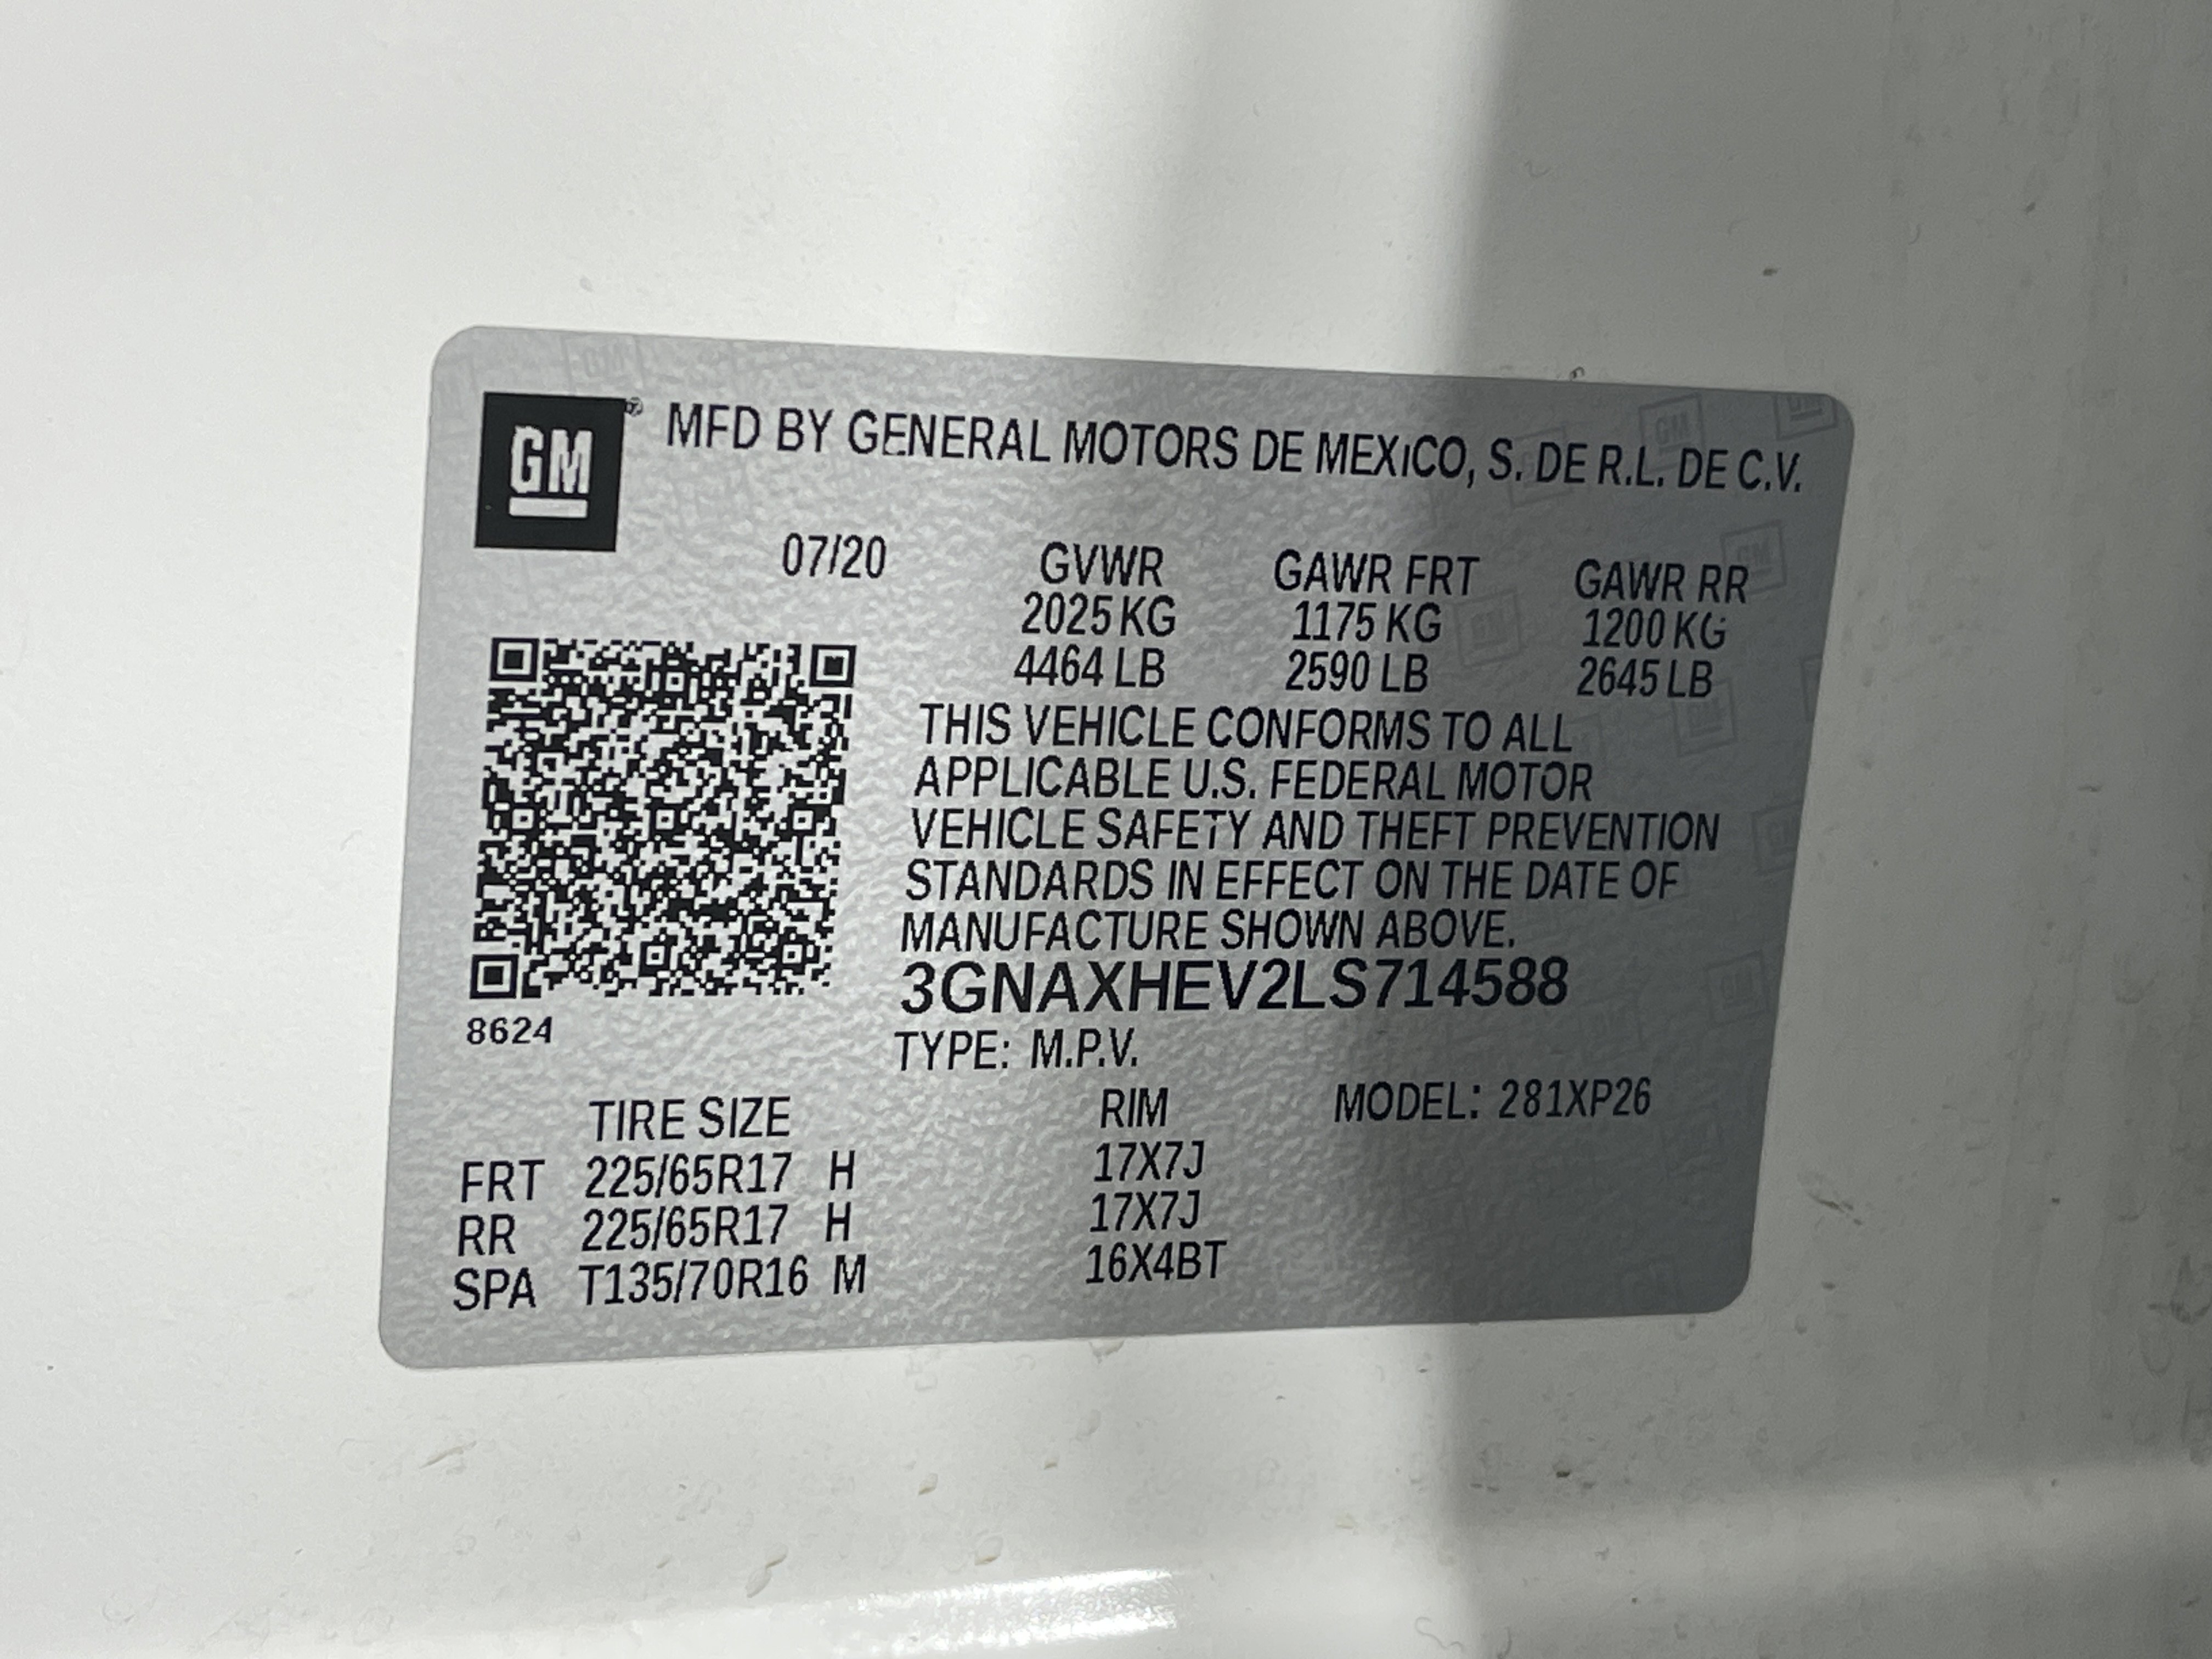 GM® MFD BY GENERAL MOTORS DE MEXICO, S. DE R.L. DE C.V.
07/20 GVWR GAWR FRT GAWR RR
2025 KG 1175 KG 1200 KG
4464 LB 2590 LB 2645 LB
THIS VEHICLE CONFORMS TO ALL
APPLICABLE U.S. FEDERAL MOTOR
VEHICLE SAFETY AND THEFT PREVENTION
STANDARDS IN EFFECT ON THE DATE OF
MANUFACTURE SHOWN ABOVE.
3GNAXHEV2LS714588
8624
TYPE: M.P.V.
TIRE SIZE RIM MODEL: 281XP26
FRT 225/65R17 H 17X7J
RR 225/65R17 H 17X7J
SPA T135/70R16 M 16X4BT